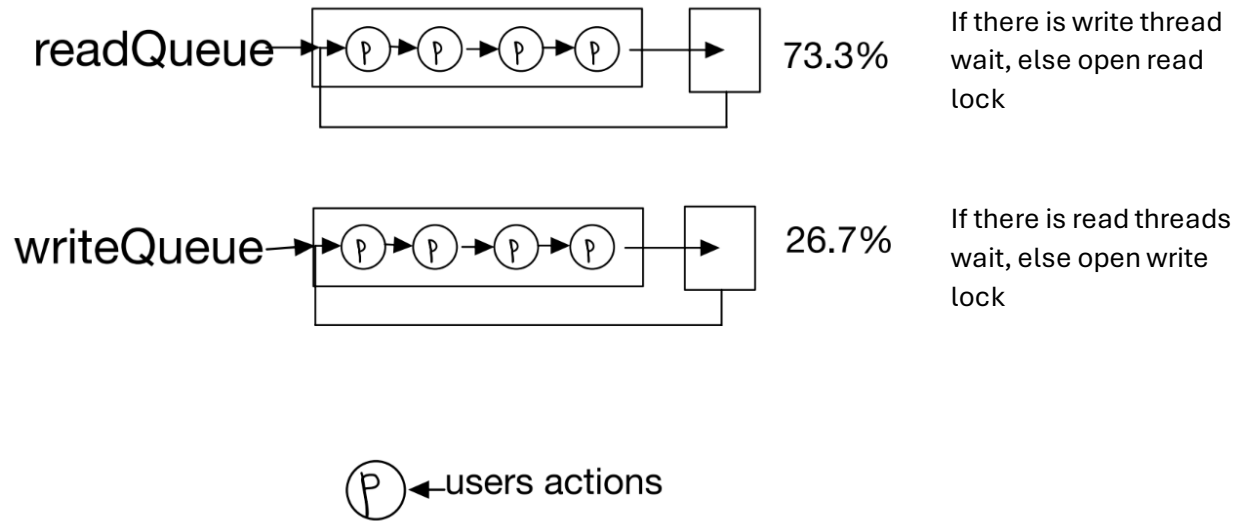 readQueue
P P P P
73.3%
If there is write thread
wait, else open read
lock
writeQueue
P P P P
26.7%
If there is read threads
wait, else open write
lock
P
users actions